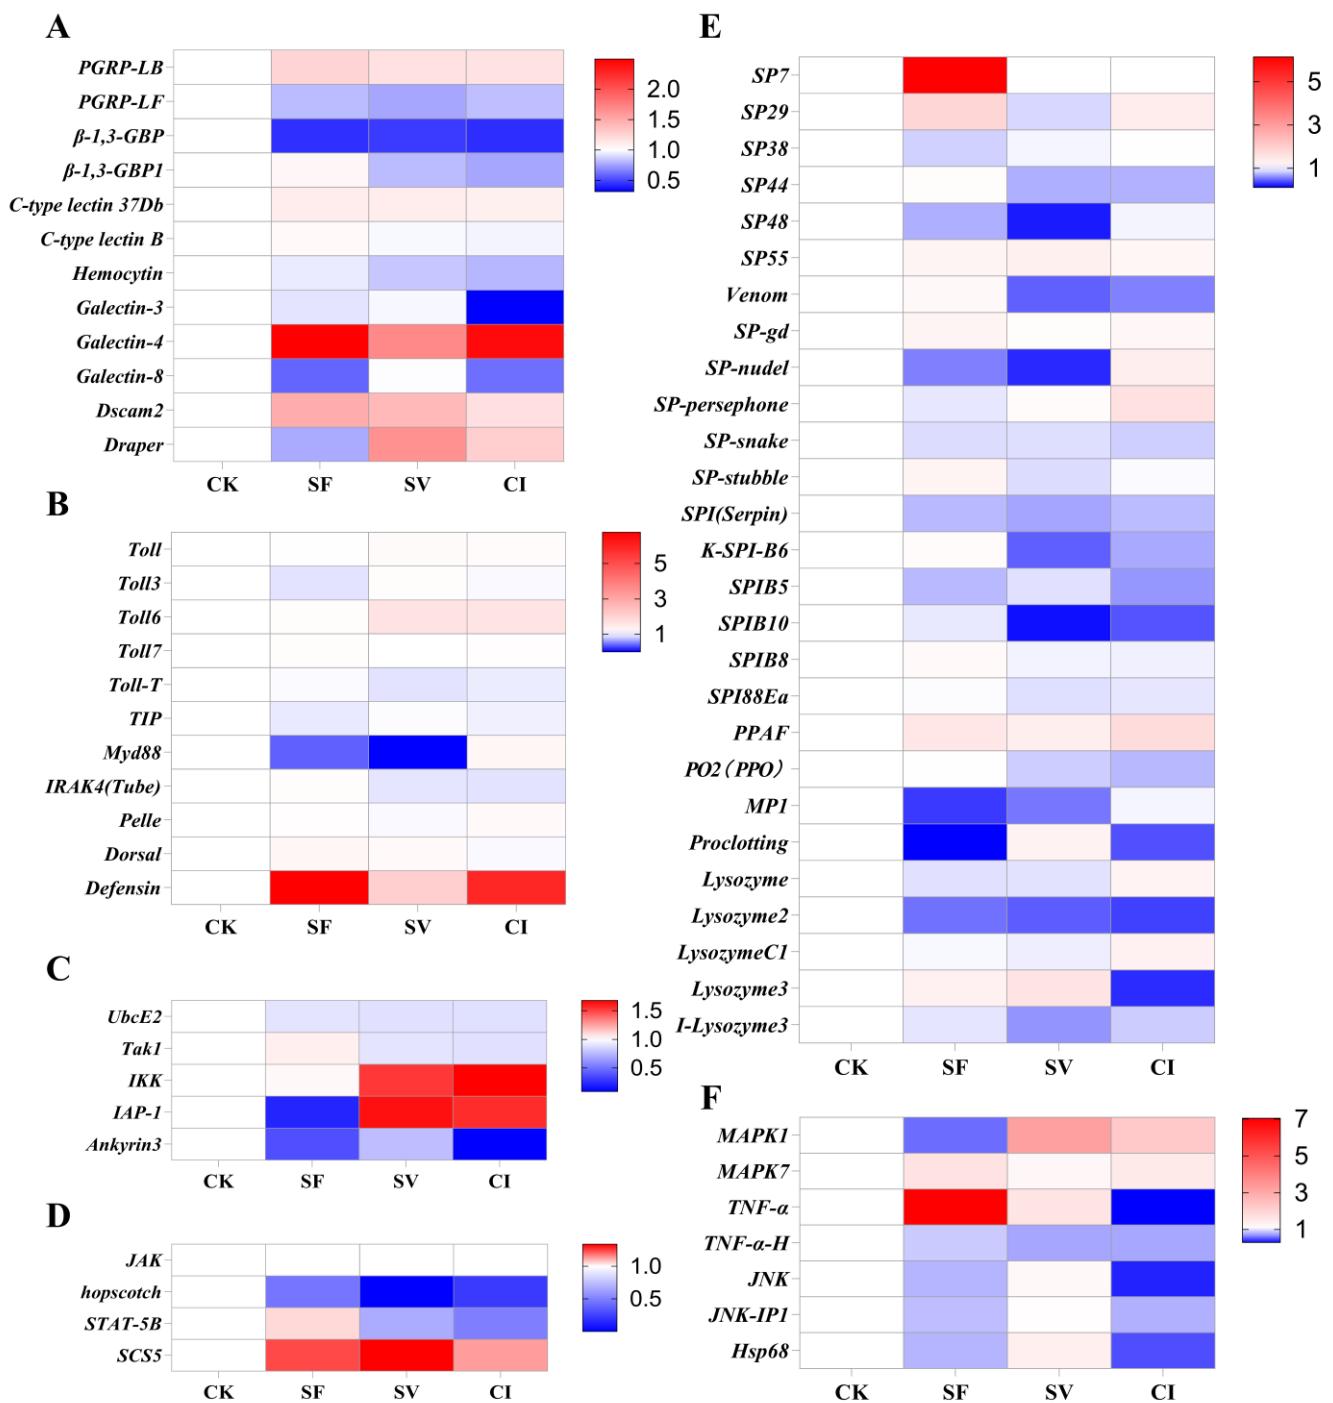 A
PGRP-LB
PGRP-LF
β-1,3-GBP
β-1,3-GBP1
C-type lectin 37Db
C-type lectin B
Hemocytin
Galectin-3
Galectin-4
Galectin-8
Dscam2
Draper
CK SF SV CI
2.0
1.5
1.0
0.5
B
Toll
Toll3
Toll6
Toll7
Toll-T
TIP
Myd88
IRAK4(Tube)
Pelle
Dorsal
Defensin
CK SF SV CI
5
3
1
C
UbcE2
Tak1
IKK
IAP-1
Ankyrin3
CK SF SV CI
1.5
1.0
0.5
D
JAK
hopscotch
STAT-5B
SCS5
CK SF SV CI
1.0
0.5
E
SP7
SP29
SP38
SP44
SP48
SP55
Venom
SP-gd
SP-nudel
SP-persephone
SP-snake
SP-stubble
SPI(Serpin)
K-SPI-B6
SPIB5
SPIB10
SPIB8
SPI88Ea
PPAF
PO2(PPO)
MP1
Proclotting
Lysozyme
Lysozyme2
LysozymeC1
Lysozyme3
I-Lysozyme3
CK SF SV CI
5
3
1
F
MAPK1
MAPK7
TNF-α
TNF-α-H
JNK
JNK-IP1
Hsp68
CK SF SV CI
7
5
3
1